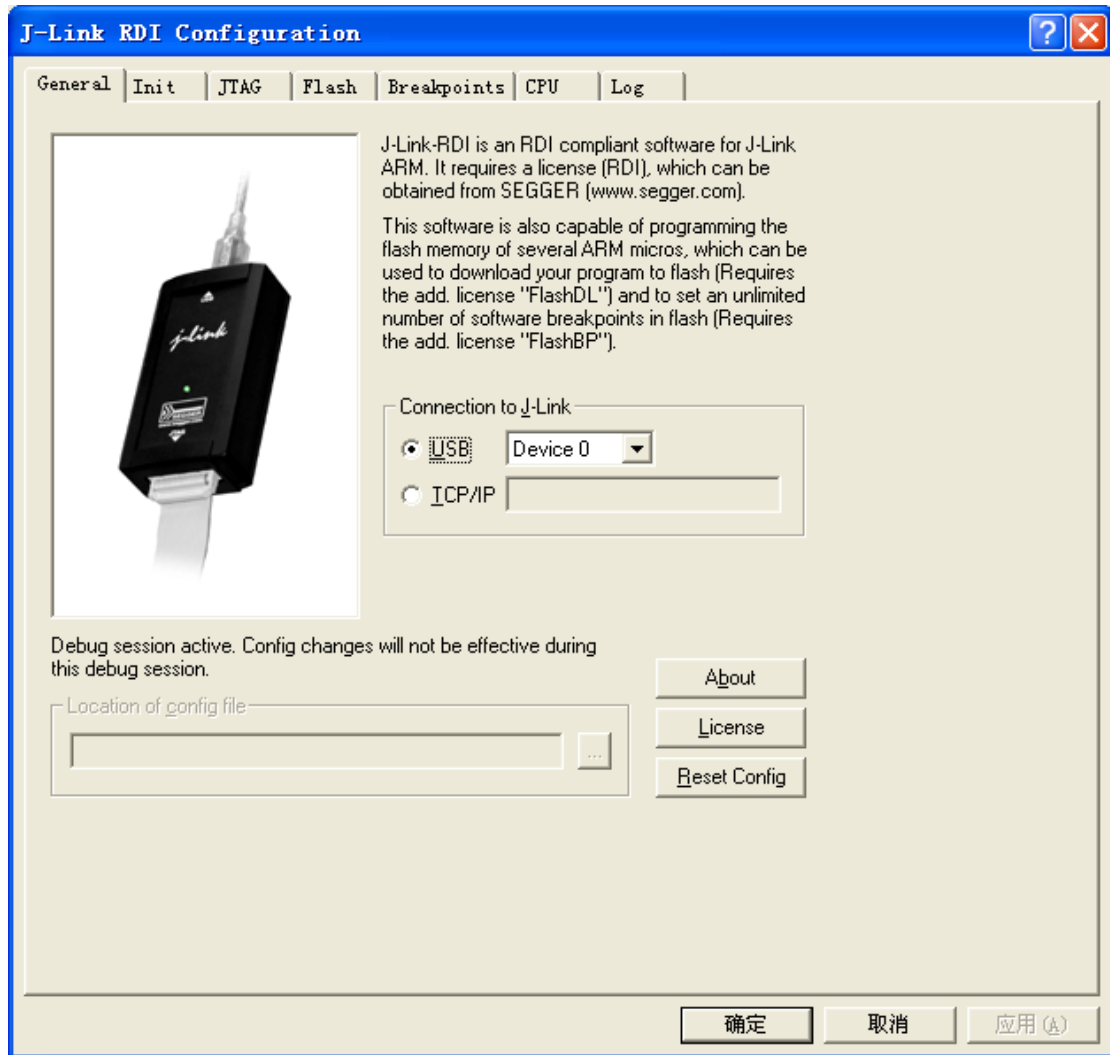 J-Link RDI Configuration
General
Init
JTAG
Flash
Breakpoints
CPU
Log
J-Link-RDI is an RDI compliant software for J-Link
ARM. It requires a license (RDI), which can be
obtained from SEGGER (www.segger.com).
This software is also capable of programming the
flash memory of several ARM micros, which can be
used to download your program to flash (Requires
the add. license "FlashDL") and to set an unlimited
number of software breakpoints in flash (Requires
the add. license "FlashBP").
j-link
SEGGER
Connection to J-Link
USB
Device 0
TCP/IP
Debug session active. Config changes will not be effective during
this debug session.
Location of config file
...
About
License
Reset Config
确定
取消
应用(A)